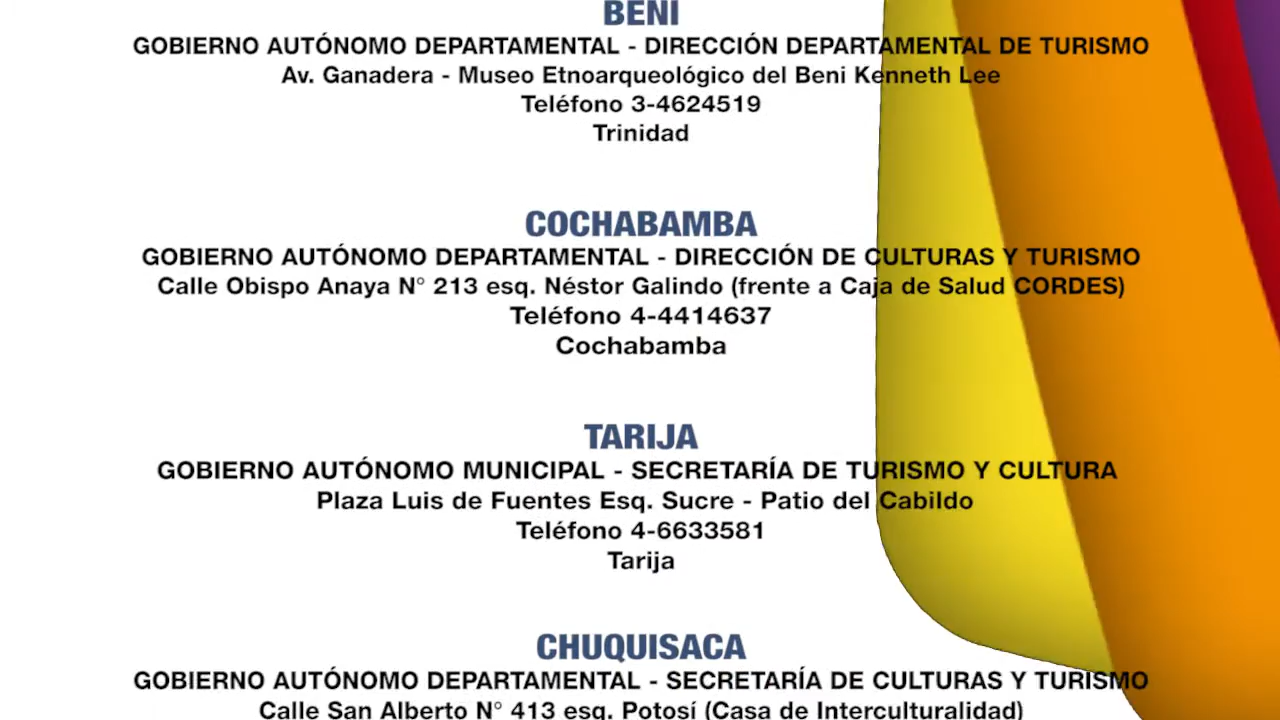 BENI
GOBIERNO AUTÓNOMO DEPARTAMENTAL - DIRECCIÓN DEPARTAMENTAL DE TURISMO
Av. Ganadera - Museo Etnoarqueológico del Beni Kenneth Lee
Teléfono 3-4624519
Trinidad
COCHABAMBA
GOBIERNO AUTÓNOMO DEPARTAMENTAL - DIRECCIÓN DE CULTURAS Y TURISMO
Calle Obispo Anaya N° 213 esq. Néstor Galindo (frente a Caja de Salud CORDES)
Teléfono 4-4414637
Cochabamba
TARIJA
GOBIERNO AUTÓNOMO MUNICIPAL - SECRETARÍA DE TURISMO Y CULTURA
Plaza Luis de Fuentes Esq. Sucre - Patio del Cabildo
Teléfono 4-6633581
Tarija
CHUQUISACA
GOBIERNO AUTÓNOMO DEPARTAMENTAL - SECRETARÍA DE CULTURAS Y TURISMO
Calle San Alberto N° 413 esq. Potosí (Casa de Interculturalidad)